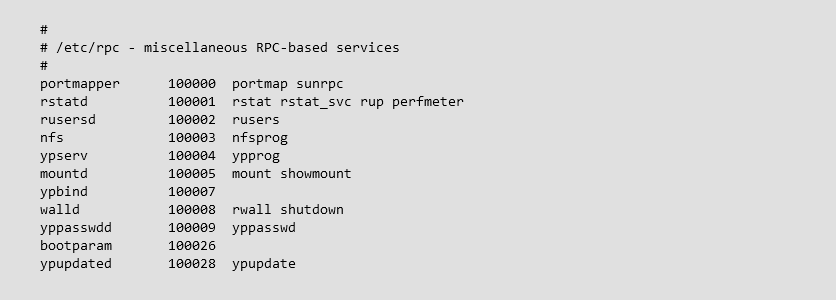 #
# /etc/rpc - miscellaneous RPC-based services
#
portmapper      100000  portmap sunrpc
rstatd          100001  rstat rstat_svc rup perfmeter
rusersd         100002  rusers
nfs             100003  nfsprog
ypserv          100004  ypprog
mountd          100005  mount showmount
ypbind          100007
walld           100008  rwall shutdown
yppasswdd       100009  yppasswd
bootparam       100026
ypupdated       100028  ypupdate